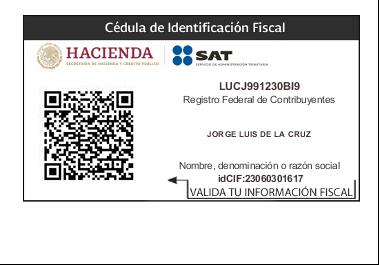 Cédula de Identificación Fiscal
HACIENDA
SECRETARÍA DE HACIENDA Y CRÉDITO PÚBLICO
SAT
SERVICIO DE ADMINISTRACIÓN TRIBUTARIA
LUCJ991230BI9
Registro Federal de Contribuyentes
JORGE LUIS DE LA CRUZ
Nombre, denominación o razón social
idCIF:23060301617
VALIDA TU INFORMACIÓN FISCAL